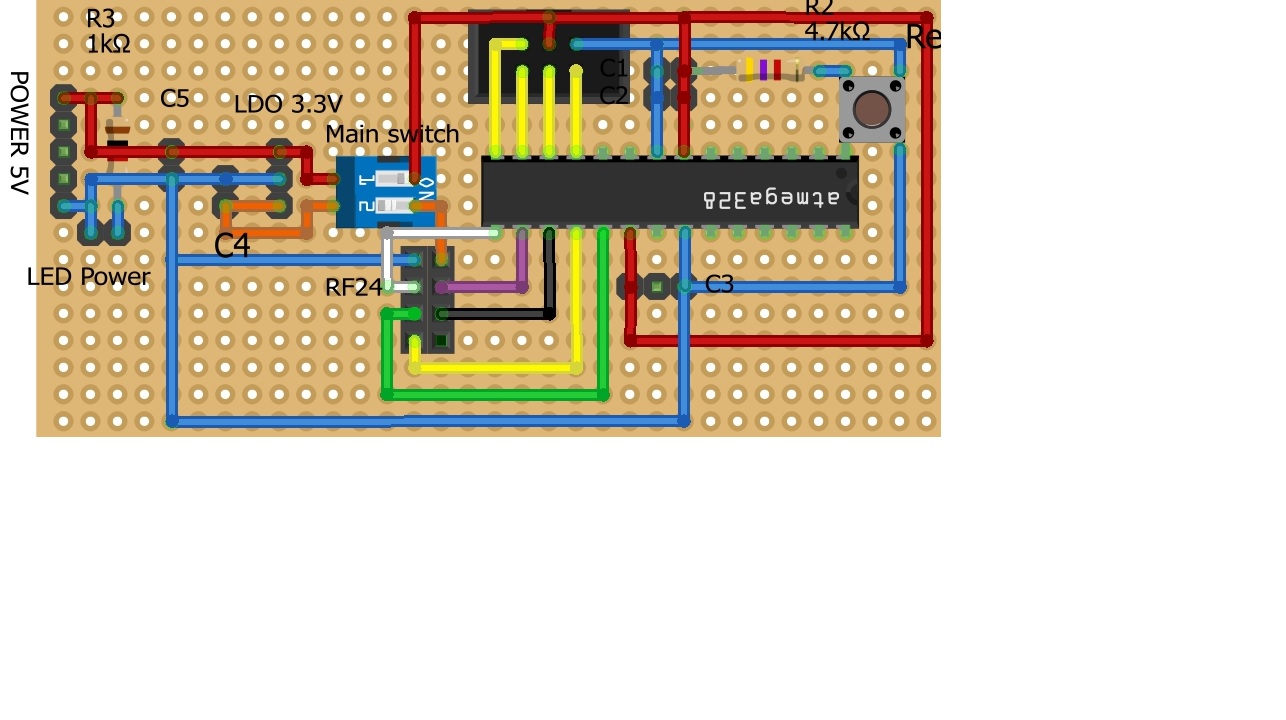 R3
1kΩ
R2
4.7kΩ
Re
C1
C2
C5
LDO 3.3V
Main switch
POWER 5V
1
2
ON
atmega328
C4
LED Power
RF24
C3